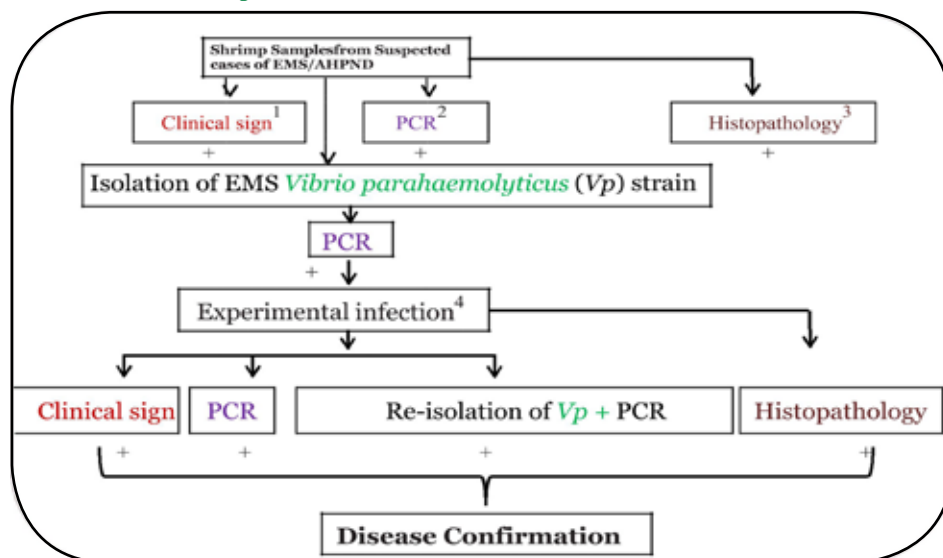 Shrimp Samplesfrom Suspected
cases of EMS/AHPND
Clinical sign1 PCR2 Histopathology3
+ + +
Isolation of EMS Vibrio parahaemolyticus (Vp) strain
PCR
+
Experimental infection4
Clinical sign PCR Re-isolation of Vp + PCR Histopathology
+ + + +
Disease Confirmation